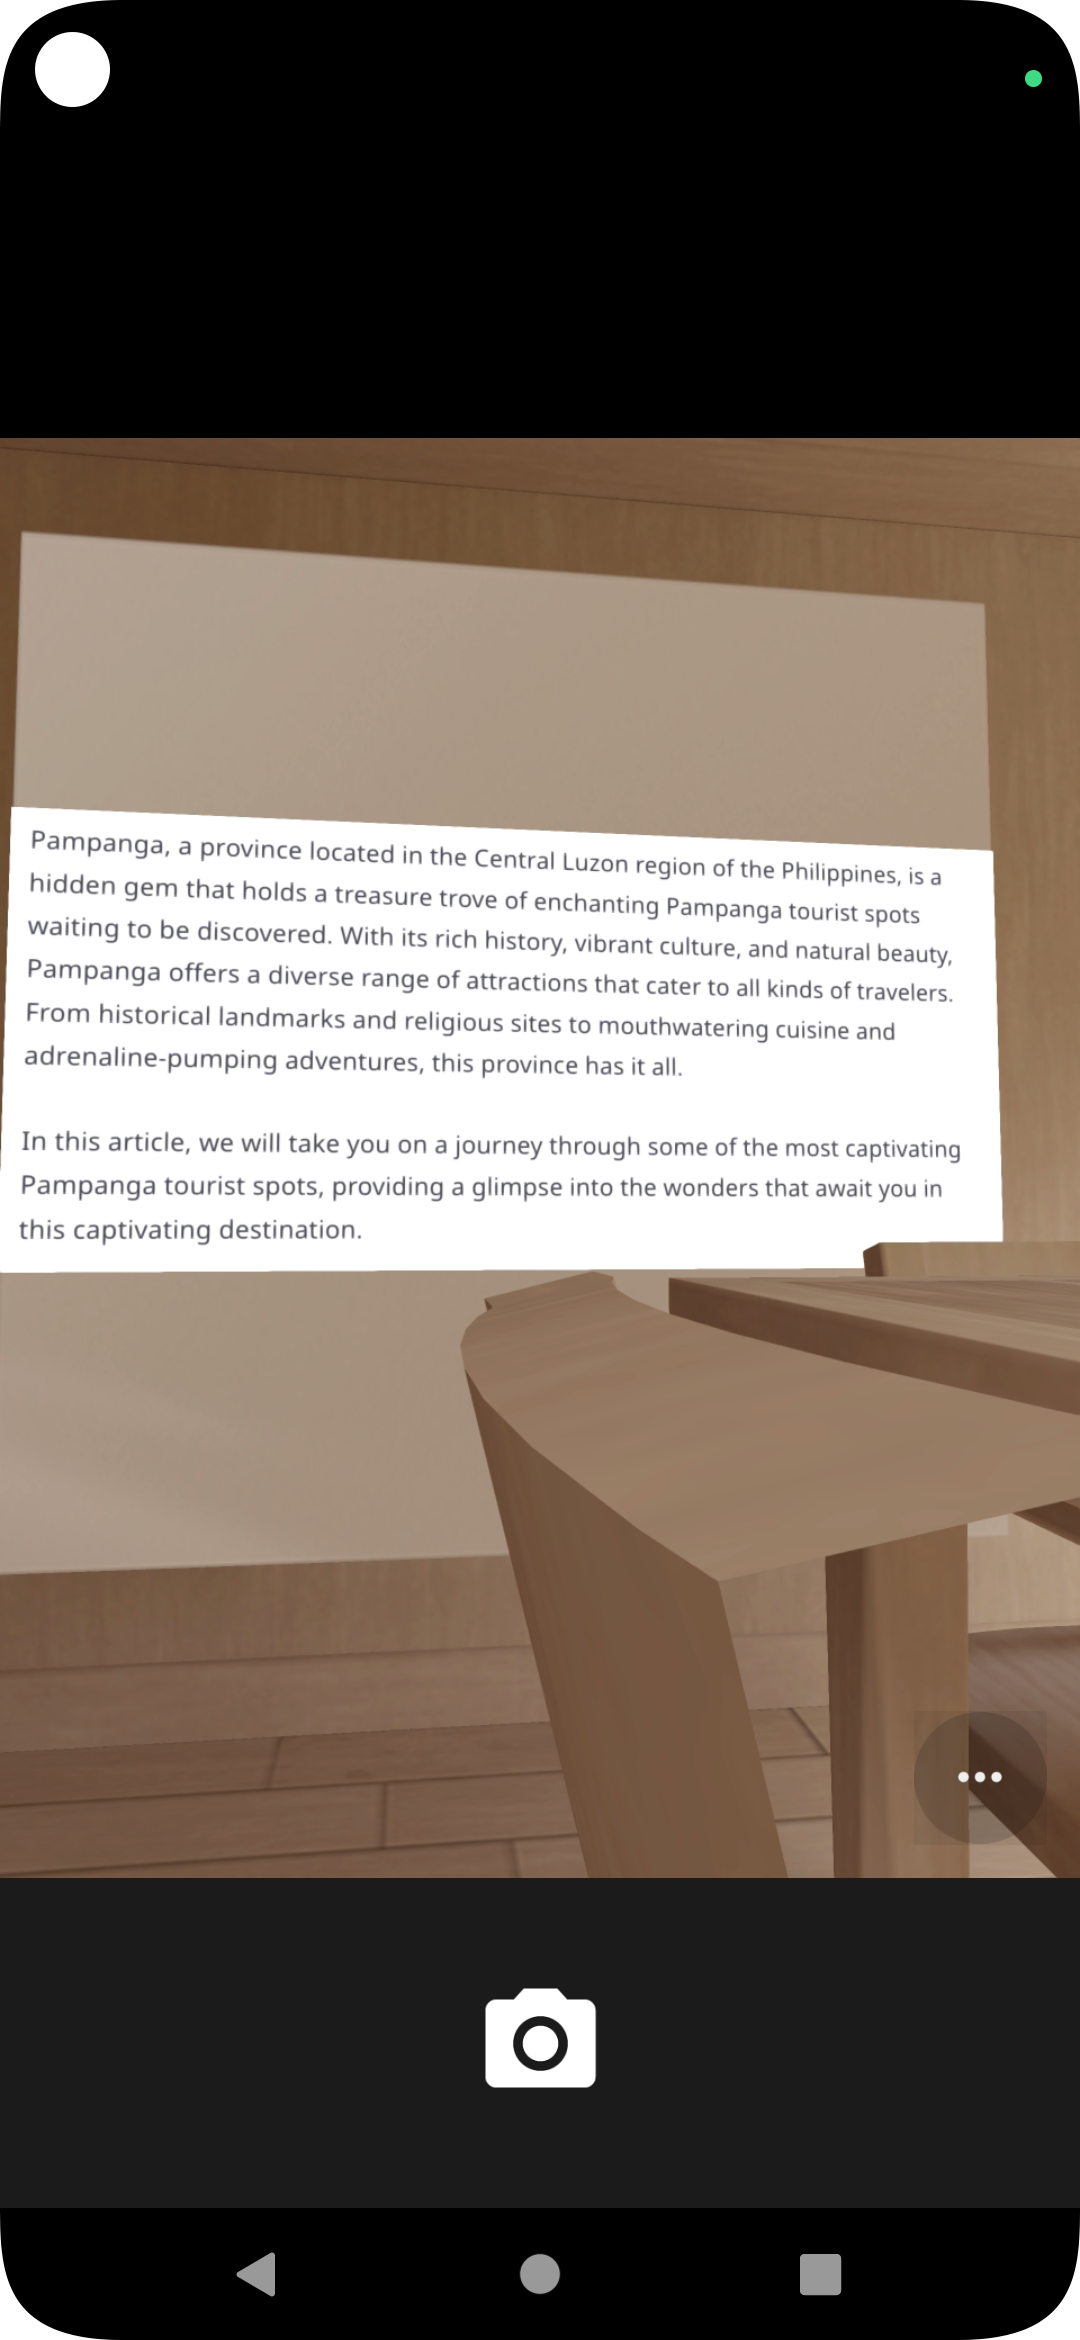 Pampanga, a province located in the Central Luzon region of the Philippines, is a
hidden gem that holds a treasure trove of enchanting Pampanga tourist spots
waiting to be discovered. With its rich history, vibrant culture, and natural beauty,
Pampanga offers a diverse range of attractions that cater to all kinds of travelers.
From historical landmarks and religious sites to mouthwatering cuisine and
adrenaline-pumping adventures, this province has it all.
In this article, we will take you on a journey through some of the most captivating
Pampanga tourist spots, providing a glimpse into the wonders that await you in
this captivating destination.